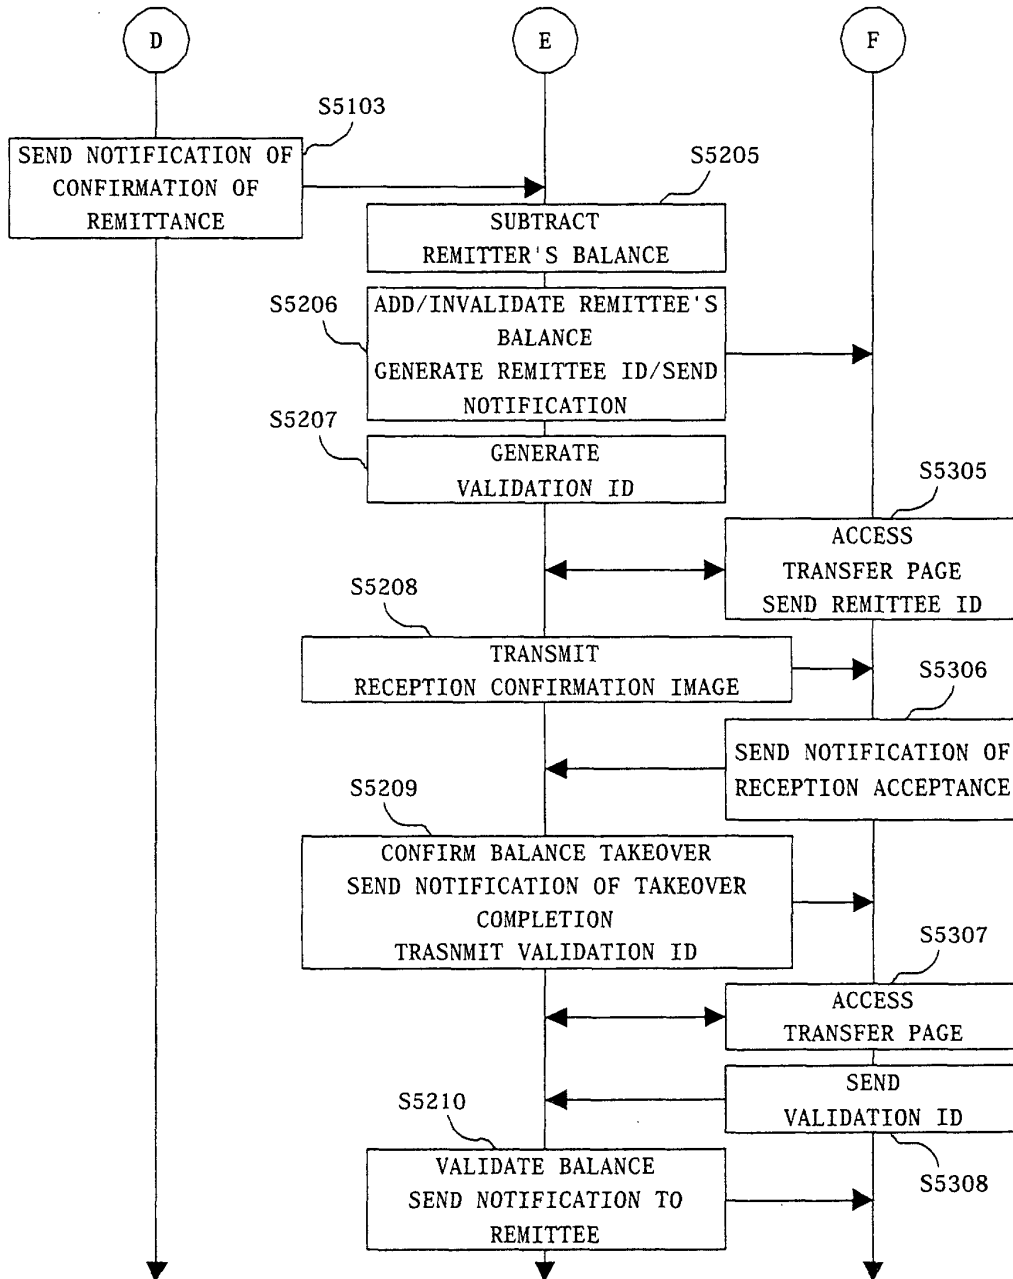 D
E
F
S5103
SEND NOTIFICATION OF
CONFIRMATION OF
REMITTANCE
S5205
SUBTRACT
REMITTER'S BALANCE
S5206
ADD/INVALIDATE REMITTEE'S
BALANCE
GENERATE REMITTEE ID/SEND
NOTIFICATION
S5207
GENERATE
VALIDATION ID
S5305
ACCESS
TRANSFER PAGE
SEND REMITTEE ID
S5208
TRANSMIT
RECEPTION CONFIRMATION IMAGE
S5306
SEND NOTIFICATION OF
RECEPTION ACCEPTANCE
S5209
CONFIRM BALANCE TAKEOVER
SEND NOTIFICATION OF TAKEOVER
COMPLETION
TRASNMIT VALIDATION ID
S5307
ACCESS
TRANSFER PAGE
SEND
VALIDATION ID
S5308
S5210
VALIDATE BALANCE
SEND NOTIFICATION TO
REMITTEE